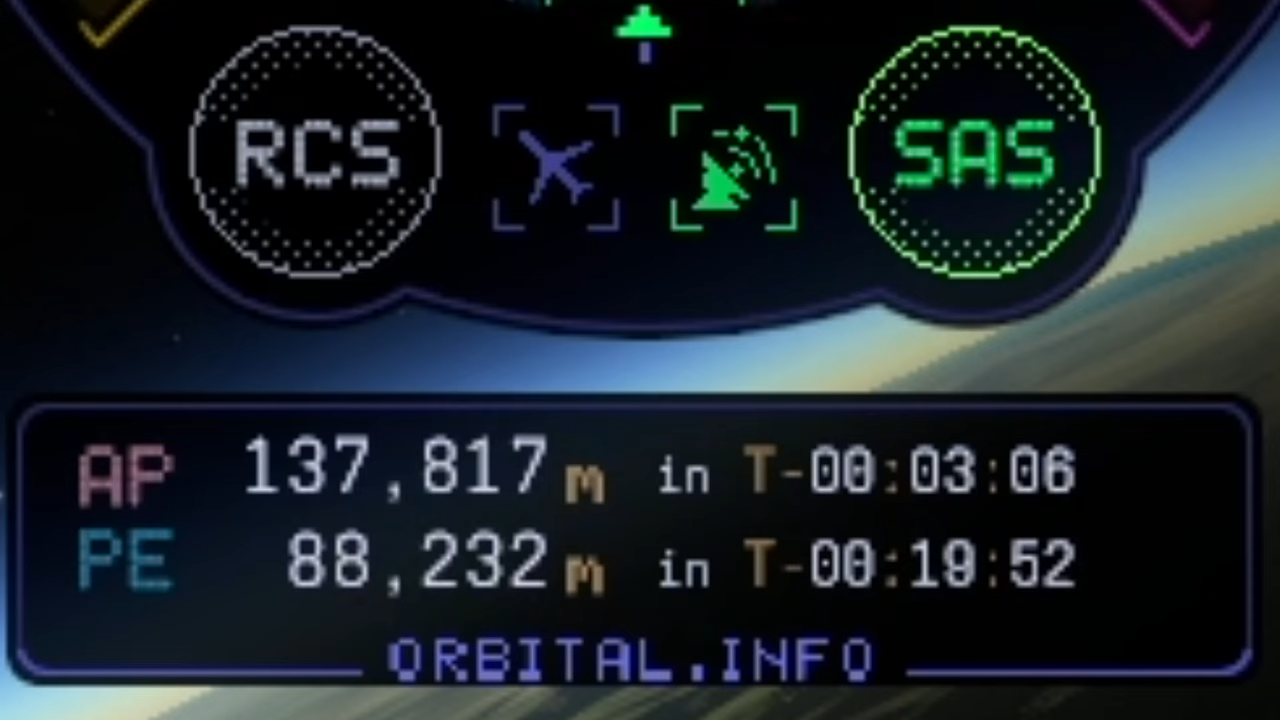 RCS
SAS
AP 137,817 m in T-00:03:06
PE 88,232 m in T-00:19:52
ORBITAL.INFO